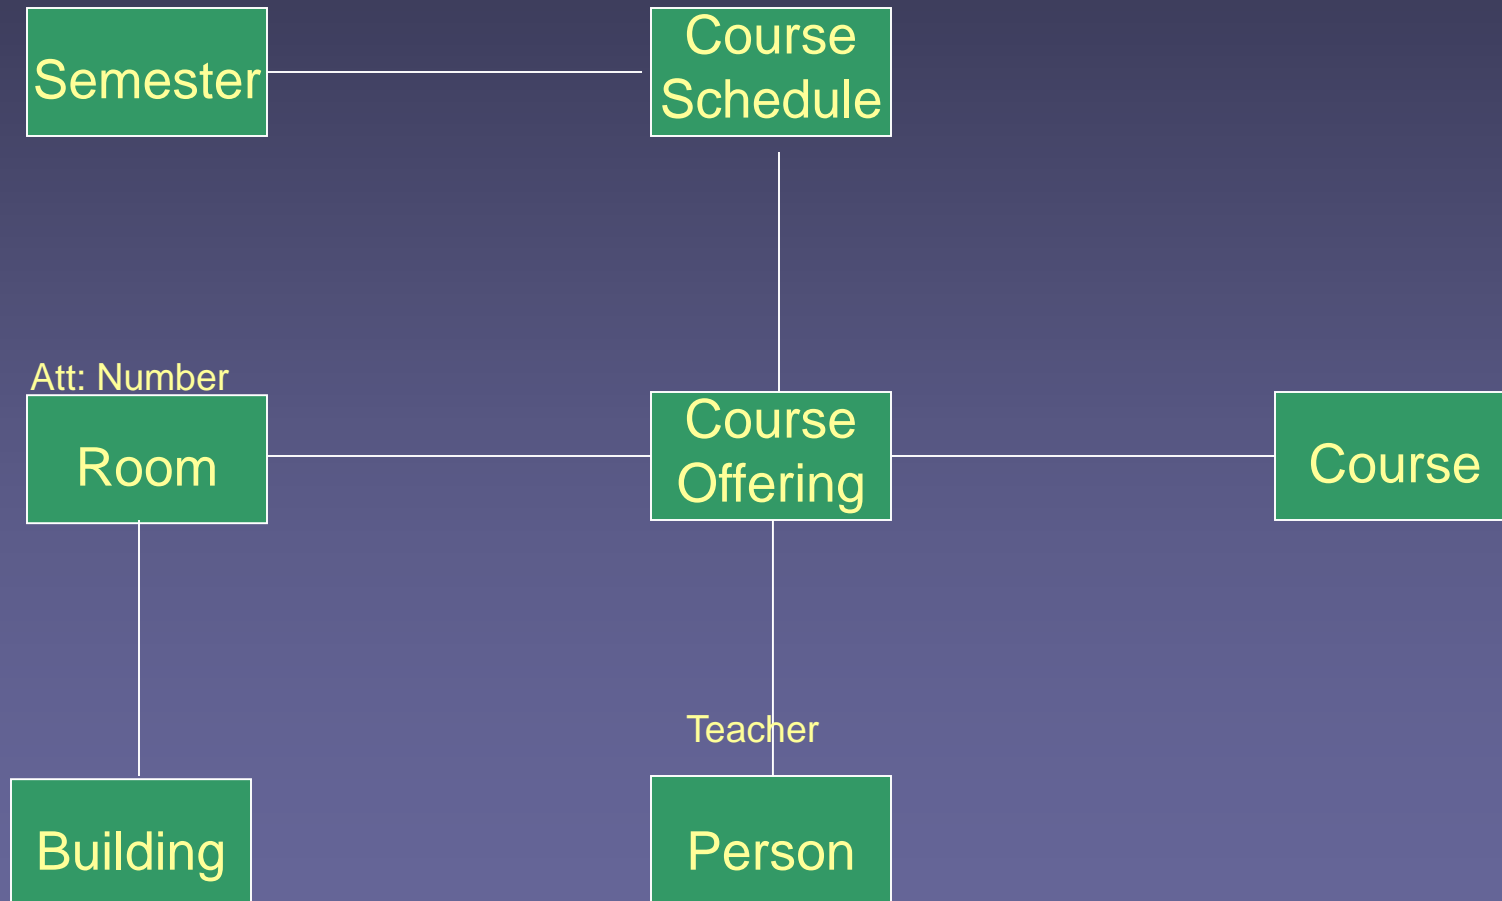 Semester
Course
Schedule
Att: Number
Room
Course
Offering
Course
Teacher
Building
Person